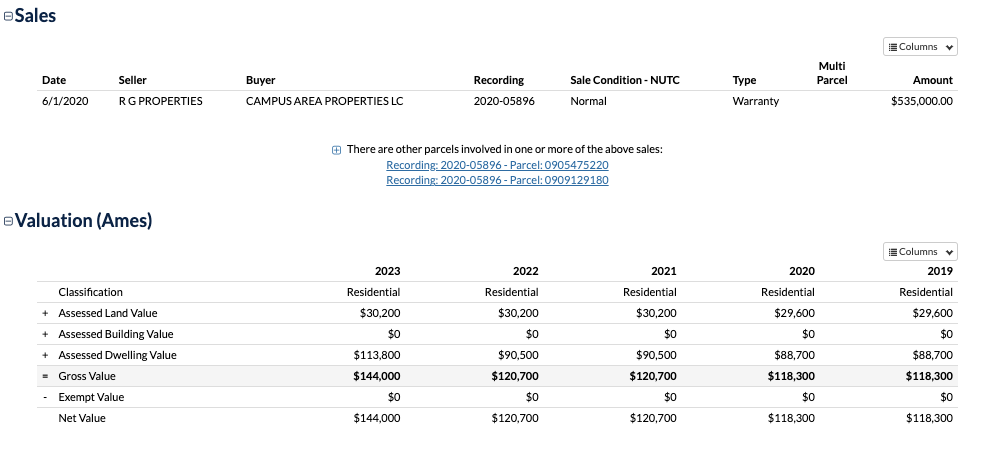 Sales
Columns
Date Seller Buyer Recording Sale Condition - NUTC Type Multi Parcel Amount
6/1/2020 R G PROPERTIES CAMPUS AREA PROPERTIES LC 2020-05896 Normal Warranty $535,000.00
There are other parcels involved in one or more of the above sales:
Recording: 2020-05896 - Parcel: 0905475220
Recording: 2020-05896 - Parcel: 0909129180
Valuation (Ames)
Columns
2023 2022 2021 2020 2019
Classification Residential Residential Residential Residential Residential
+ Assessed Land Value $30,200 $30,200 $30,200 $29,600 $29,600
+ Assessed Building Value $0 $0 $0 $0 $0
+ Assessed Dwelling Value $113,800 $90,500 $90,500 $88,700 $88,700
= Gross Value $144,000 $120,700 $120,700 $118,300 $118,300
- Exempt Value $0 $0 $0 $0 $0
Net Value $144,000 $120,700 $120,700 $118,300 $118,300